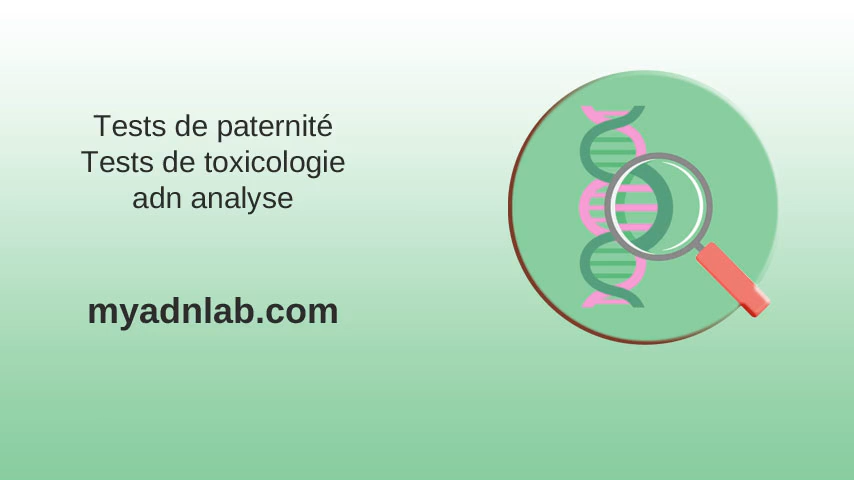 Tests de paternité
Tests de toxicologie
adn analyse
myadnlab.com